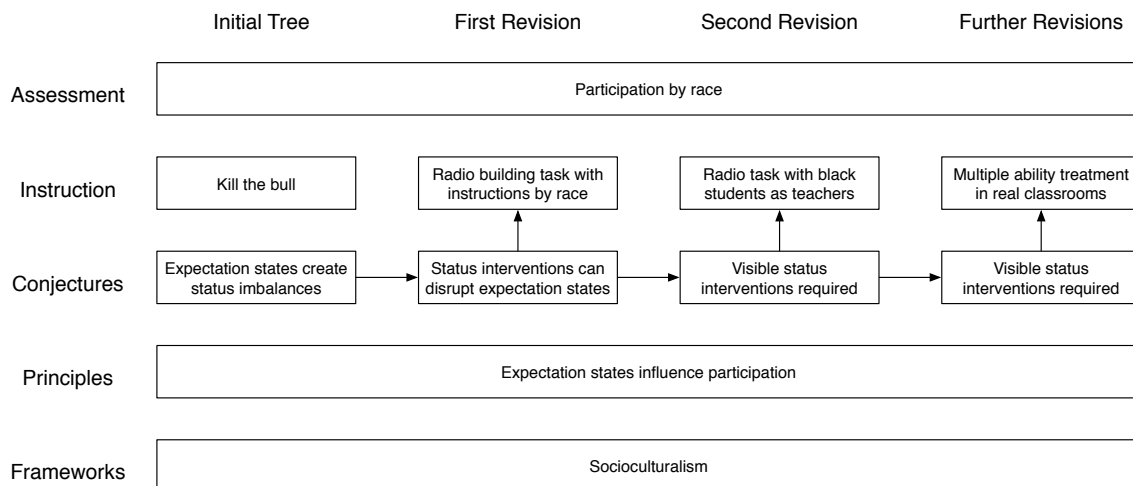 Initial Tree
First Revision
Second Revision
Further Revisions
Assessment
Participation by race
Instruction
Kill the bull
Radio building task with
instructions by race
Radio task with black
students as teachers
Multiple ability treatment
in real classrooms
Conjectures
Expectation states create
status imbalances
Status interventions can
disrupt expectation states
Visible status
interventions required
Visible status
interventions required
Principles
Expectation states influence participation
Frameworks
Socioculturalism